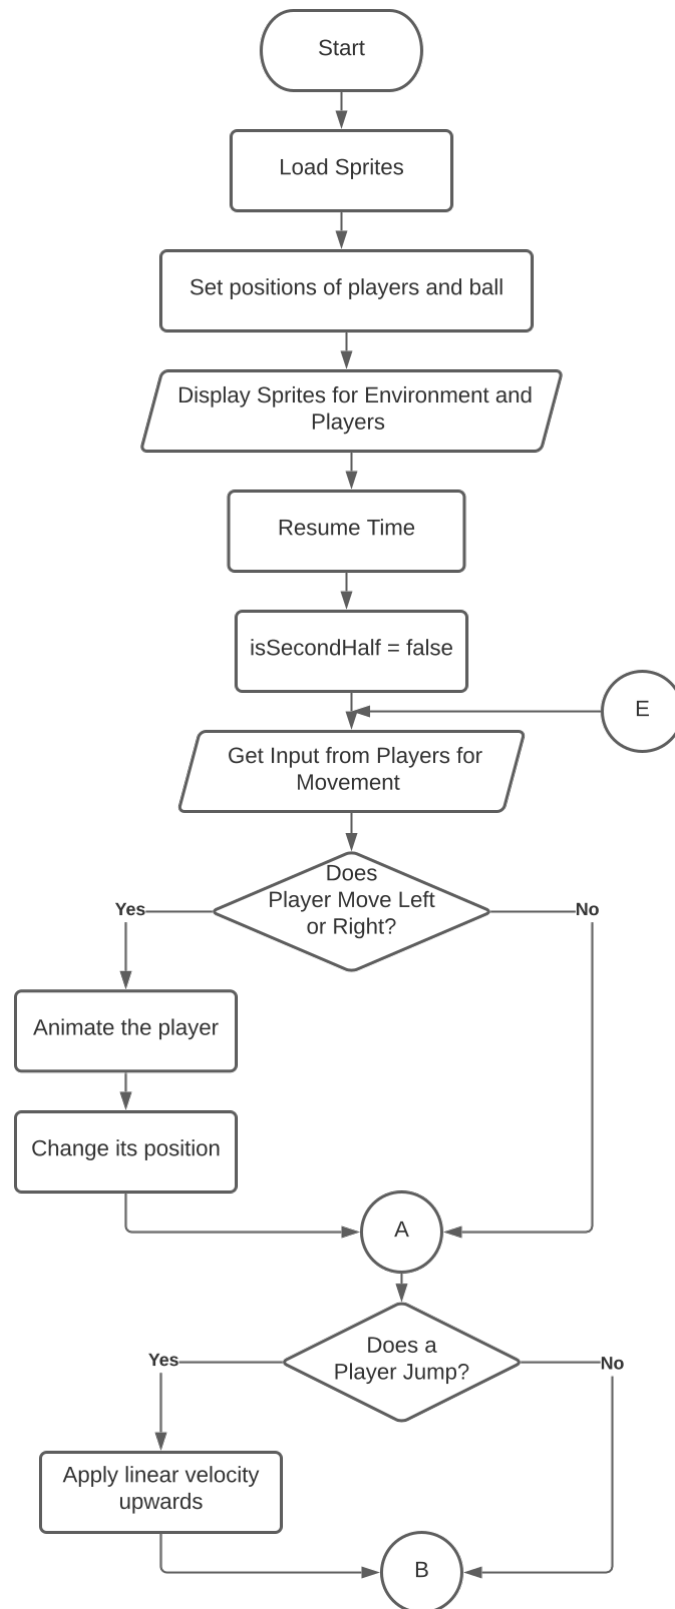 Start
Load Sprites
Set positions of players and ball
Display Sprites for Environment and
Players
Resume Time
isSecondHalf = false
E
Get Input from Players for
Movement
Does
Player Move Left
or Right?
Yes
No
Animate the player
Change its position
A
Does a
Player Jump?
Yes
No
Apply linear velocity
upwards
B